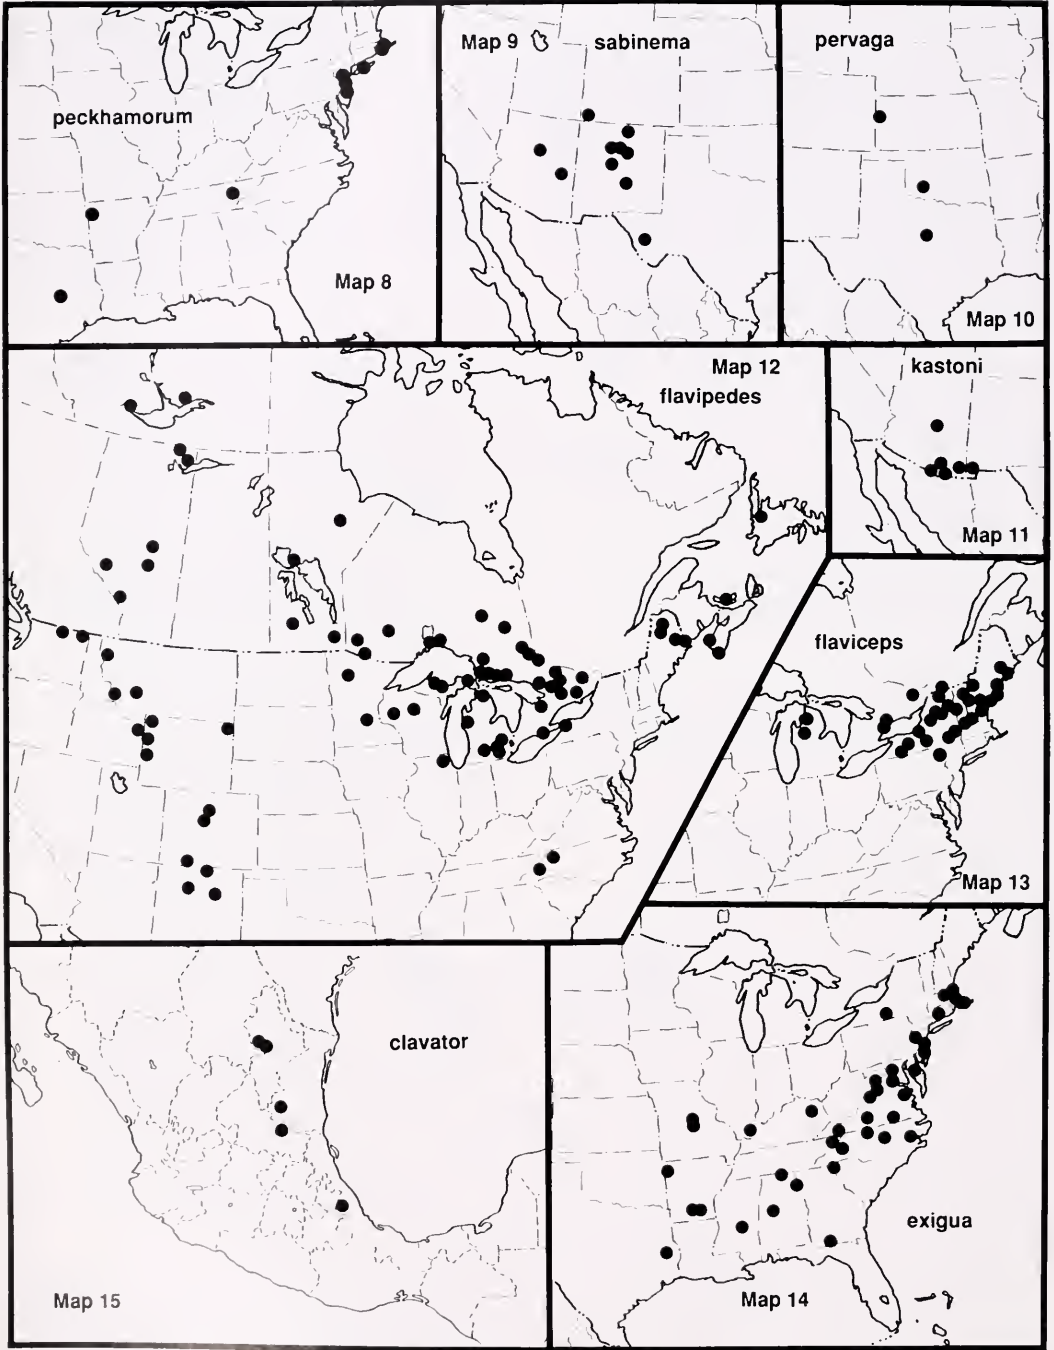 peckhamorum
Map 8
Map 9
sabinema
pervaga
Map 10
Map 12
flavipedes
kastoni
Map 11
flaviceps
Map 13
clavator
Map 15
exigua
Map 14